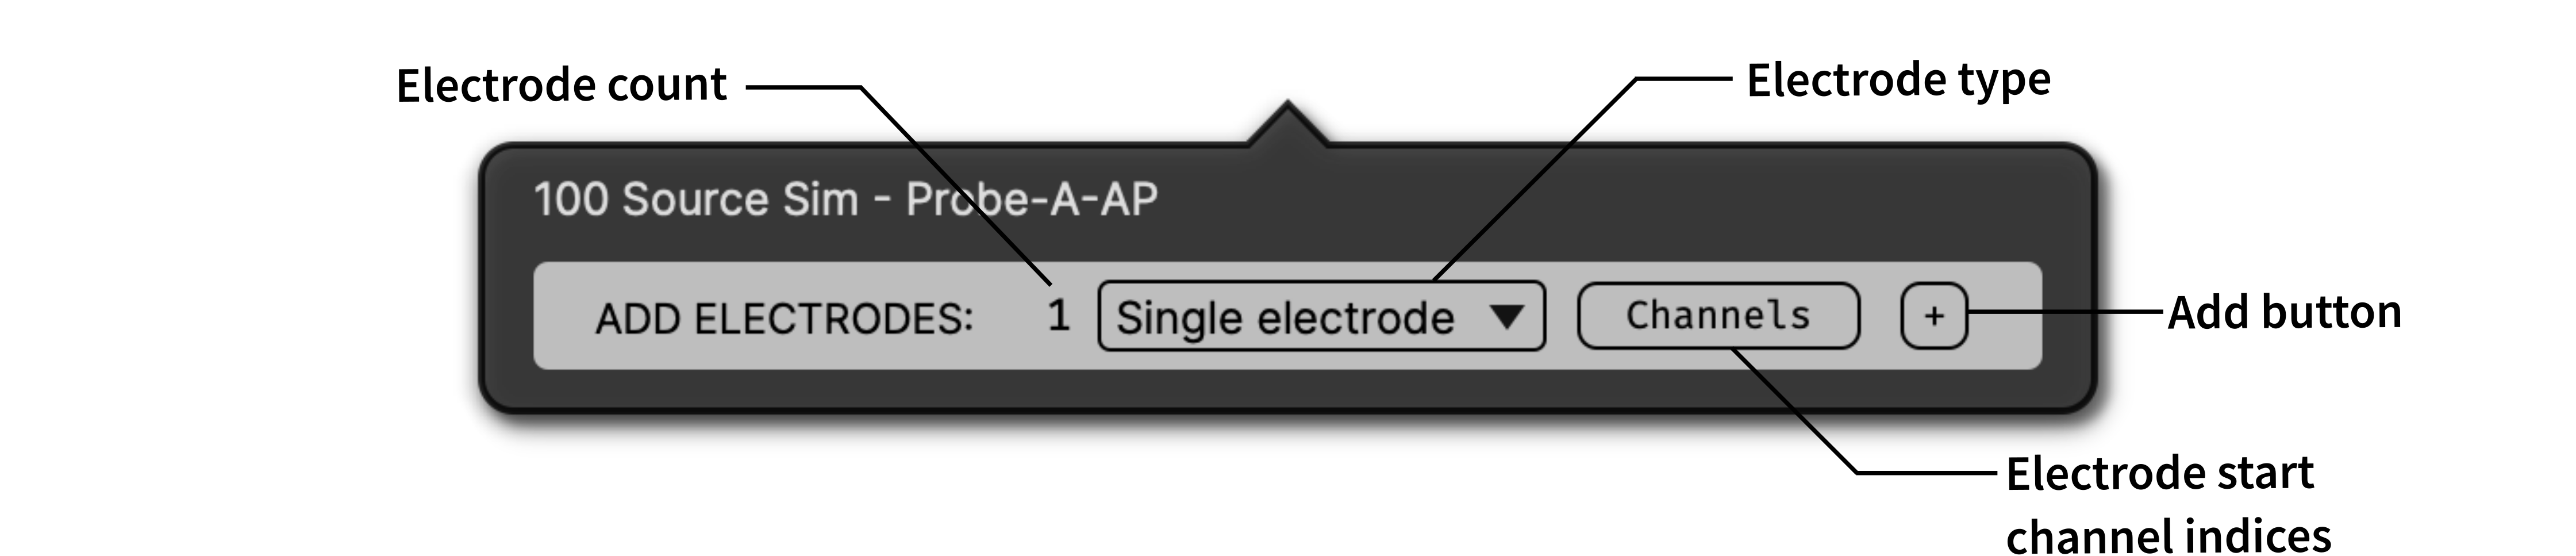 Electrode count
Electrode type
100 Source Sim - Probe-A-AP
ADD ELECTRODES: 1 Single electrode Channels +
Add button
Electrode start
channel indices